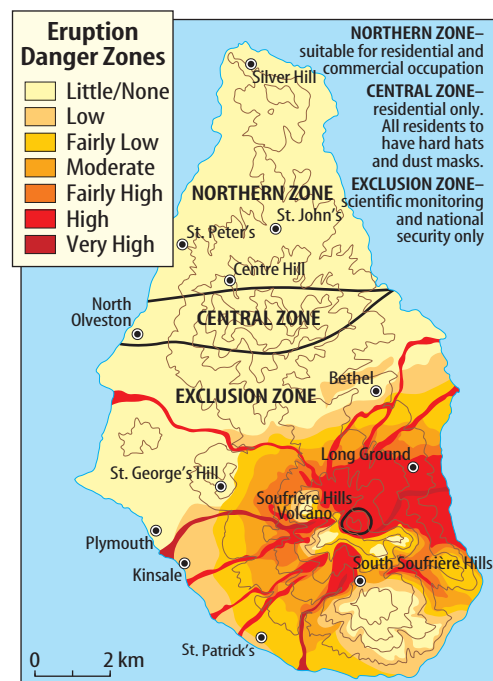 Eruption
Danger Zones
Little/None
Low
Fairly Low
Moderate
Fairly High
High
Very High
NORTHERN ZONE–
suitable for residential and
commercial occupation
CENTRAL ZONE–
residential only.
All residents to
have hard hats
and dust masks.
EXCLUSION ZONE–
scientific monitoring
and national
security only
Silver Hill
NORTHERN ZONE
St. John's
St. Peter's
Centre Hill
North
Olveston
CENTRAL ZONE
Bethel
EXCLUSION ZONE
Long Ground
St. George's Hill
Soufrière Hills
Volcano
Plymouth
Kinsale
South Soufrière Hills
St. Patrick's
0 2 km